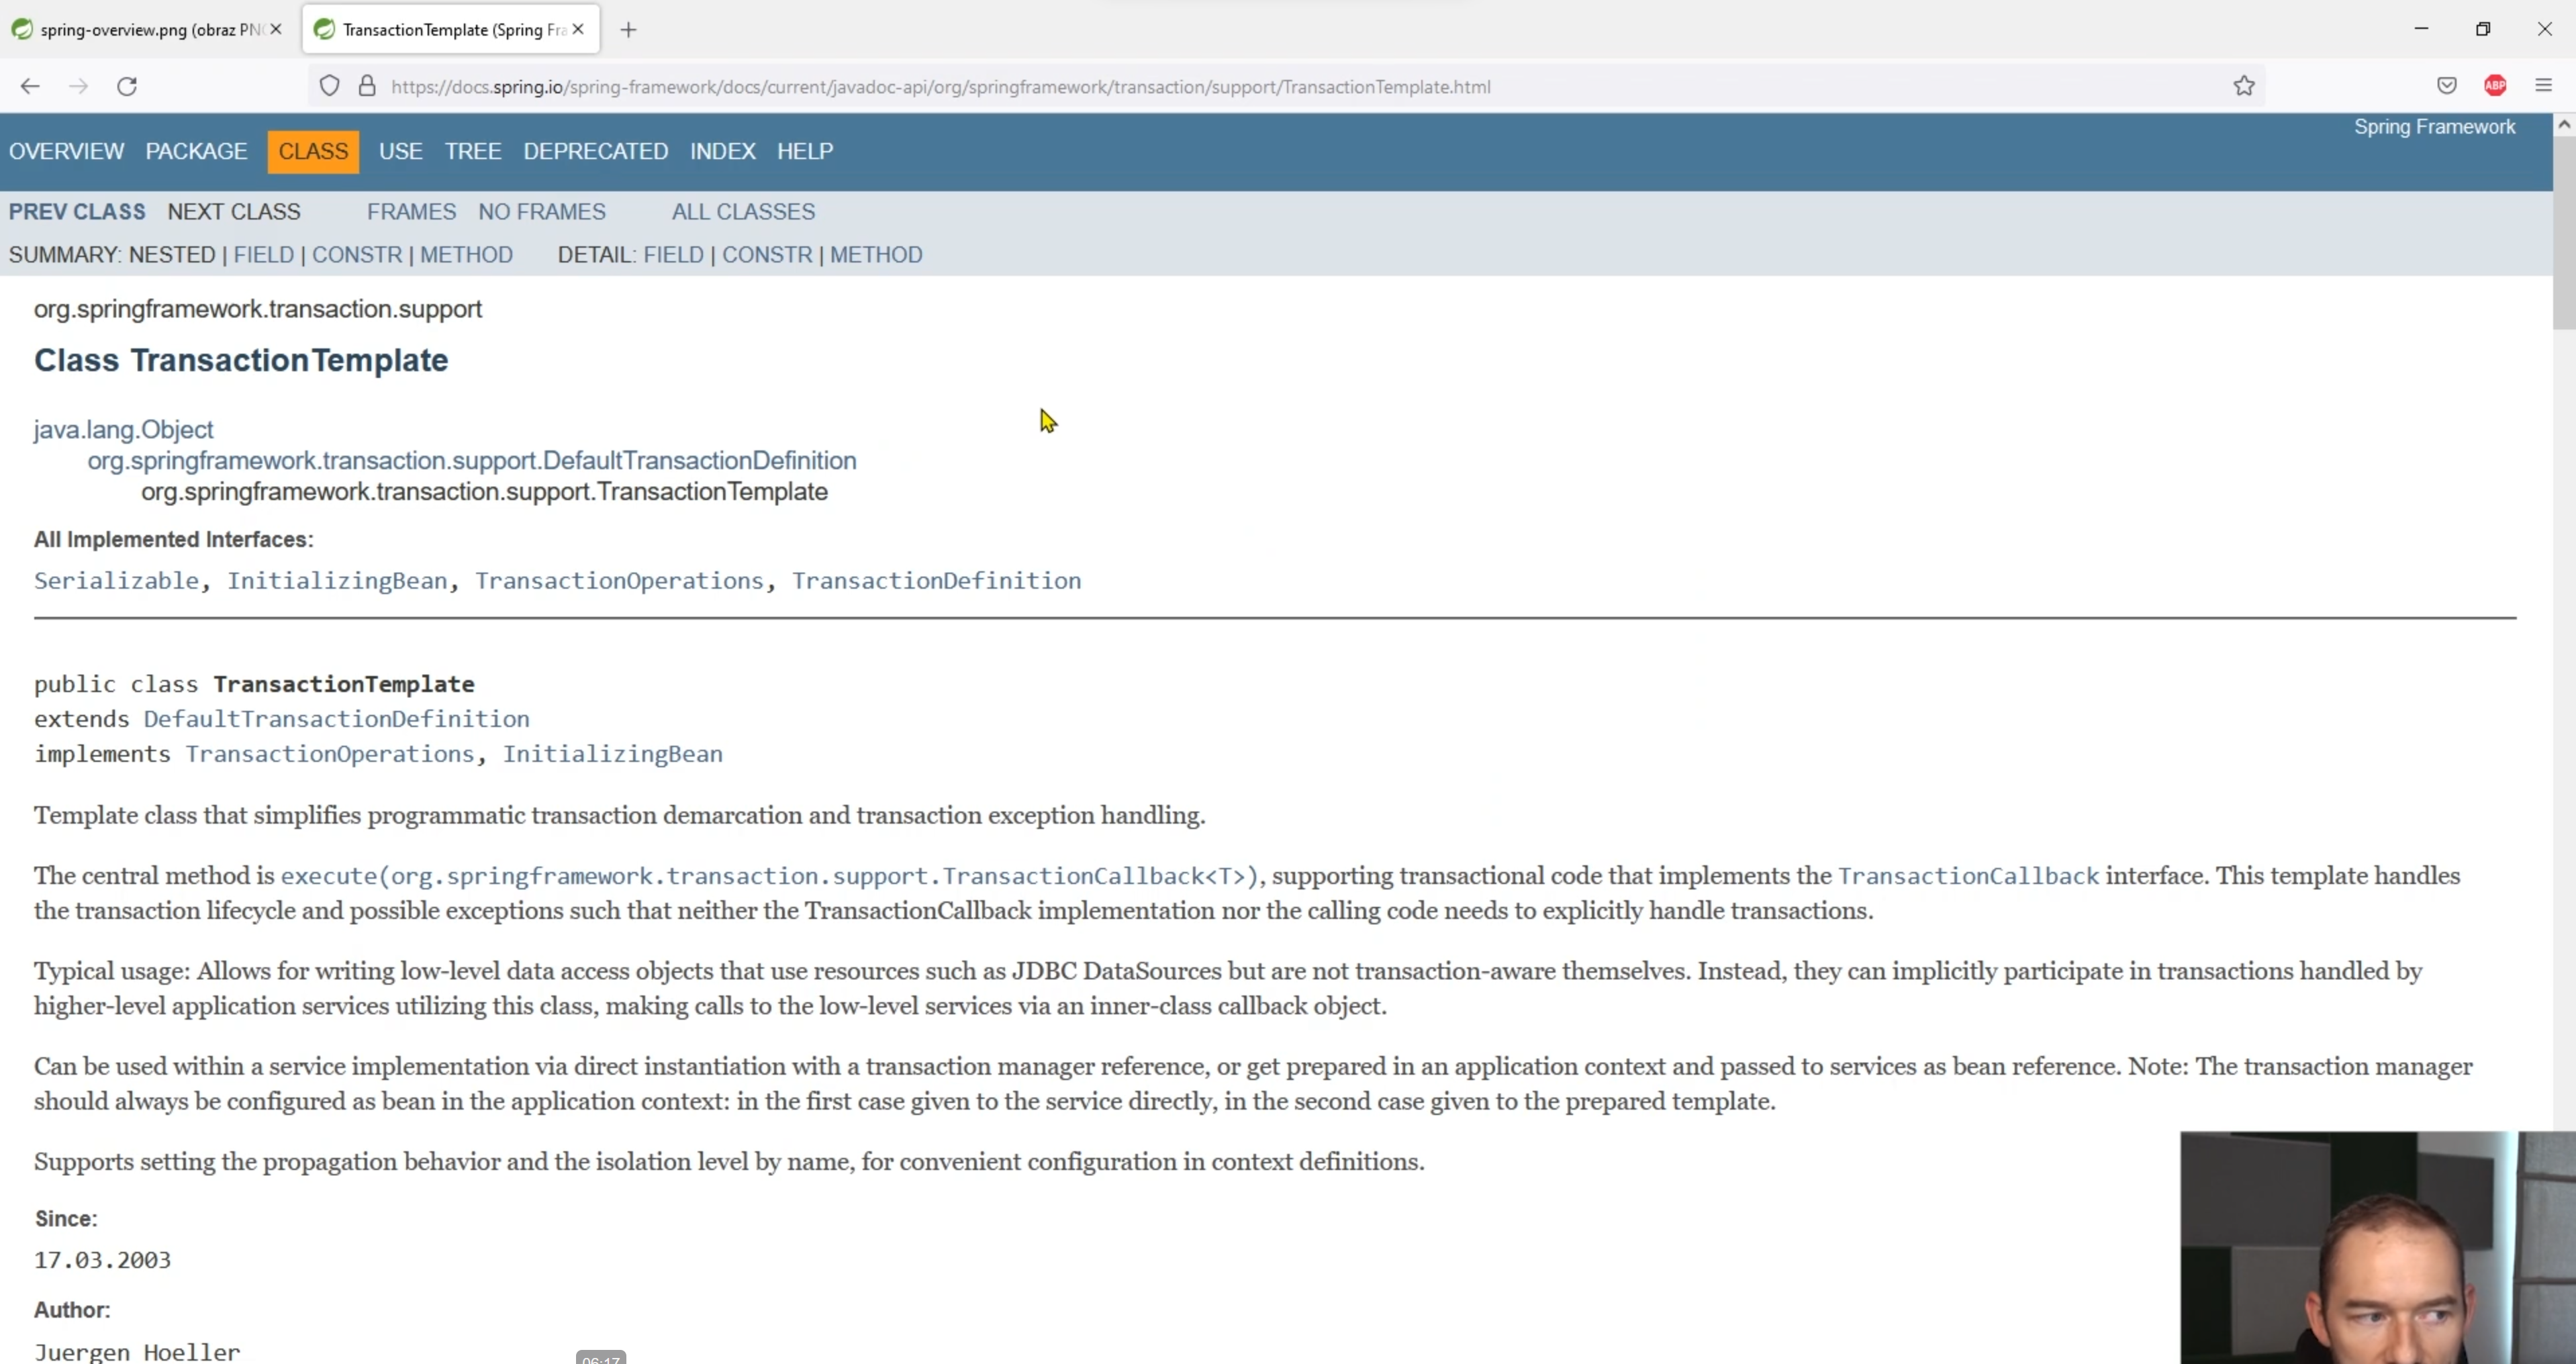 spring-overview.png (obraz PNG
TransactionTemplate (Spring Fra
https://docs.spring.io/spring-framework/docs/current/javadoc-api/org/springframework/transaction/support/TransactionTemplate.html
ABP
Spring Framework
OVERVIEW PACKAGE CLASS USE TREE DEPRECATED INDEX HELP
PREV CLASS NEXT CLASS FRAMES NO FRAMES ALL CLASSES
SUMMARY: NESTED | FIELD | CONSTR | METHOD DETAIL: FIELD | CONSTR | METHOD
org.springframework.transaction.support
Class TransactionTemplate
java.lang.Object
org.springframework.transaction.support.DefaultTransactionDefinition
org.springframework.transaction.support.TransactionTemplate
All Implemented Interfaces:
Serializable, InitializingBean, TransactionOperations, TransactionDefinition
public class TransactionTemplate
extends DefaultTransactionDefinition
implements TransactionOperations, InitializingBean
Template class that simplifies programmatic transaction demarcation and transaction exception handling.
The central method is execute(org.springframework.transaction.support.TransactionCallback<T>), supporting transactional code that implements the TransactionCallback interface. This template handles
the transaction lifecycle and possible exceptions such that neither the TransactionCallback implementation nor the calling code needs to explicitly handle transactions.
Typical usage: Allows for writing low-level data access objects that use resources such as JDBC DataSources but are not transaction-aware themselves. Instead, they can implicitly participate in transactions handled by
higher-level application services utilizing this class, making calls to the low-level services via an inner-class callback object.
Can be used within a service implementation via direct instantiation with a transaction manager reference, or get prepared in an application context and passed to services as bean reference. Note: The transaction manager
should always be configured as bean in the application context: in the first case given to the service directly, in the second case given to the prepared template.
Supports setting the propagation behavior and the isolation level by name, for convenient configuration in context definitions.
Since:
17.03.2003
Author:
Juergen Hoeller
06:17